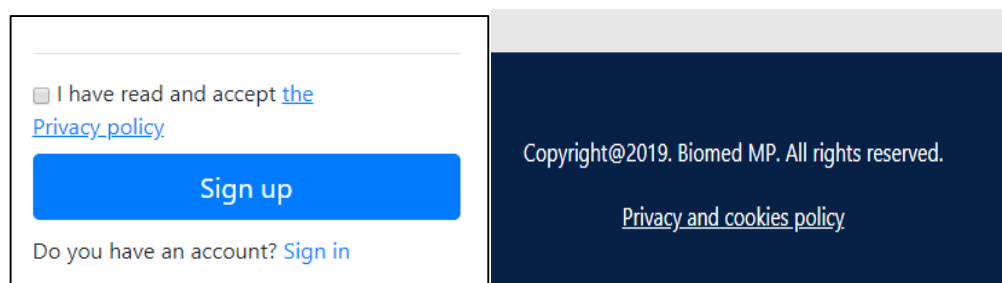 I have read and accept the
Privacy policy
Sign up
Do you have an account? Sign in
Copyright@2019. Biomed MP. All rights reserved.
Privacy and cookies policy